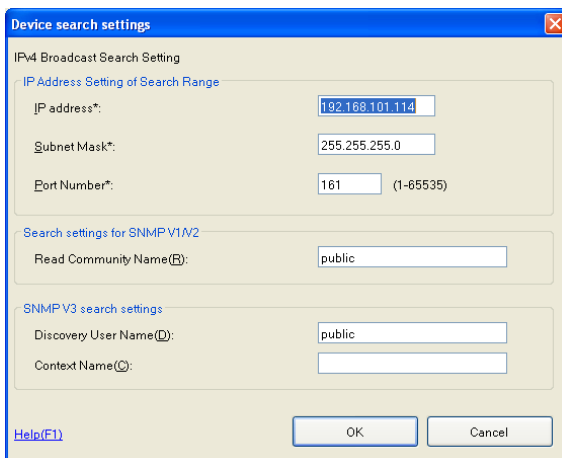 Device search settings
IPv4 Broadcast Search Setting
IP Address Setting of Search Range
IP address*:
192.168.101.114
Subnet Mask*:
255.255.255.0
Port Number*:
161 (1-65535)
Search settings for SNMP V1/V2
Read Community Name(R):
public
SNMP V3 search settings
Discovery User Name(D):
public
Context Name(C):
Help(F1)
OK
Cancel